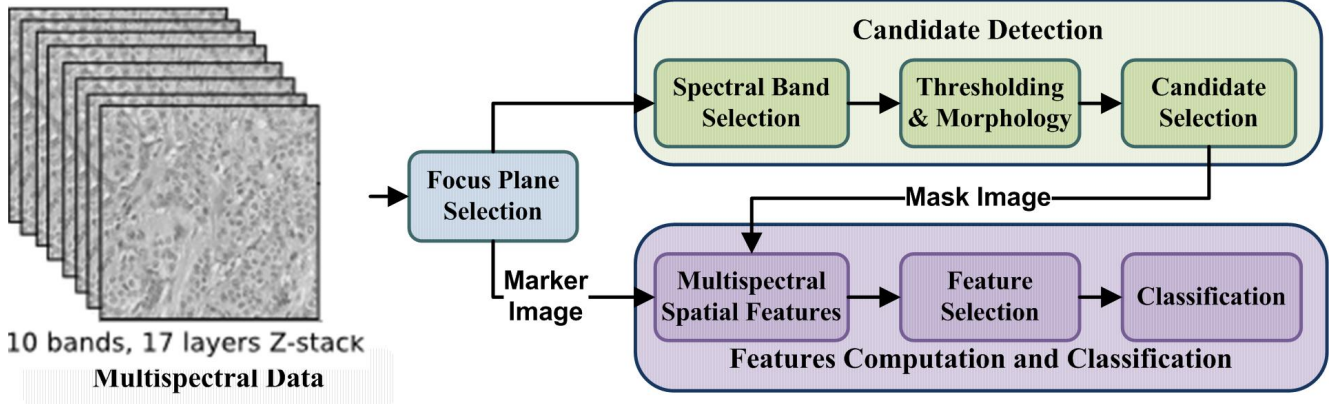 Candidate Detection
Spectral Band
Selection
Thresholding
& Morphology
Candidate
Selection
Focus Plane
Selection
Mask Image
Marker
Image
Multispectral
Spatial Features
Feature
Selection
Classification
Features Computation and Classification
10 bands, 17 layers Z-stack
Multispectral Data